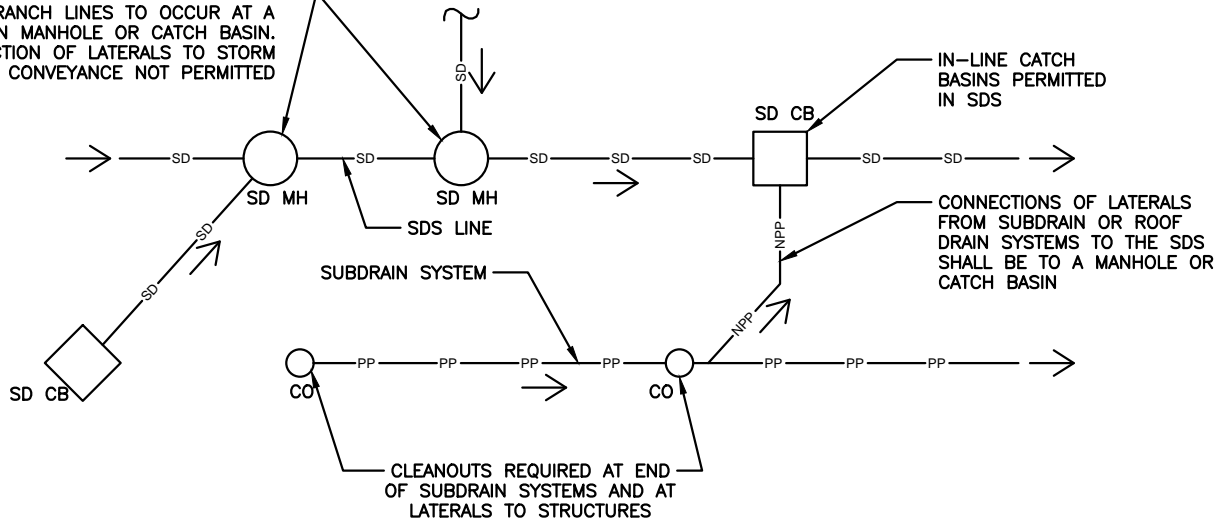 RANCH LINES TO OCCUR AT A
N MANHOLE OR CATCH BASIN.
CTION OF LATERALS TO STORM
CONVEYANCE NOT PERMITTED
SD
IN-LINE CATCH
BASINS PERMITTED
IN SDS
SD CB
SD
SD
SD
SD
SD
SD
SD
SD MH
SD MH
SDS LINE
CONNECTIONS OF LATERALS
FROM SUBDRAIN OR ROOF
DRAIN SYSTEMS TO THE SDS
SHALL BE TO A MANHOLE OR
CATCH BASIN
SD
NPP
SUBDRAIN SYSTEM
SD
NPP
SD CB
PP
PP
PP
PP
PP
PP
PP
CO
CO
CLEANOUTS REQUIRED AT END
OF SUBDRAIN SYSTEMS AND AT
LATERALS TO STRUCTURES